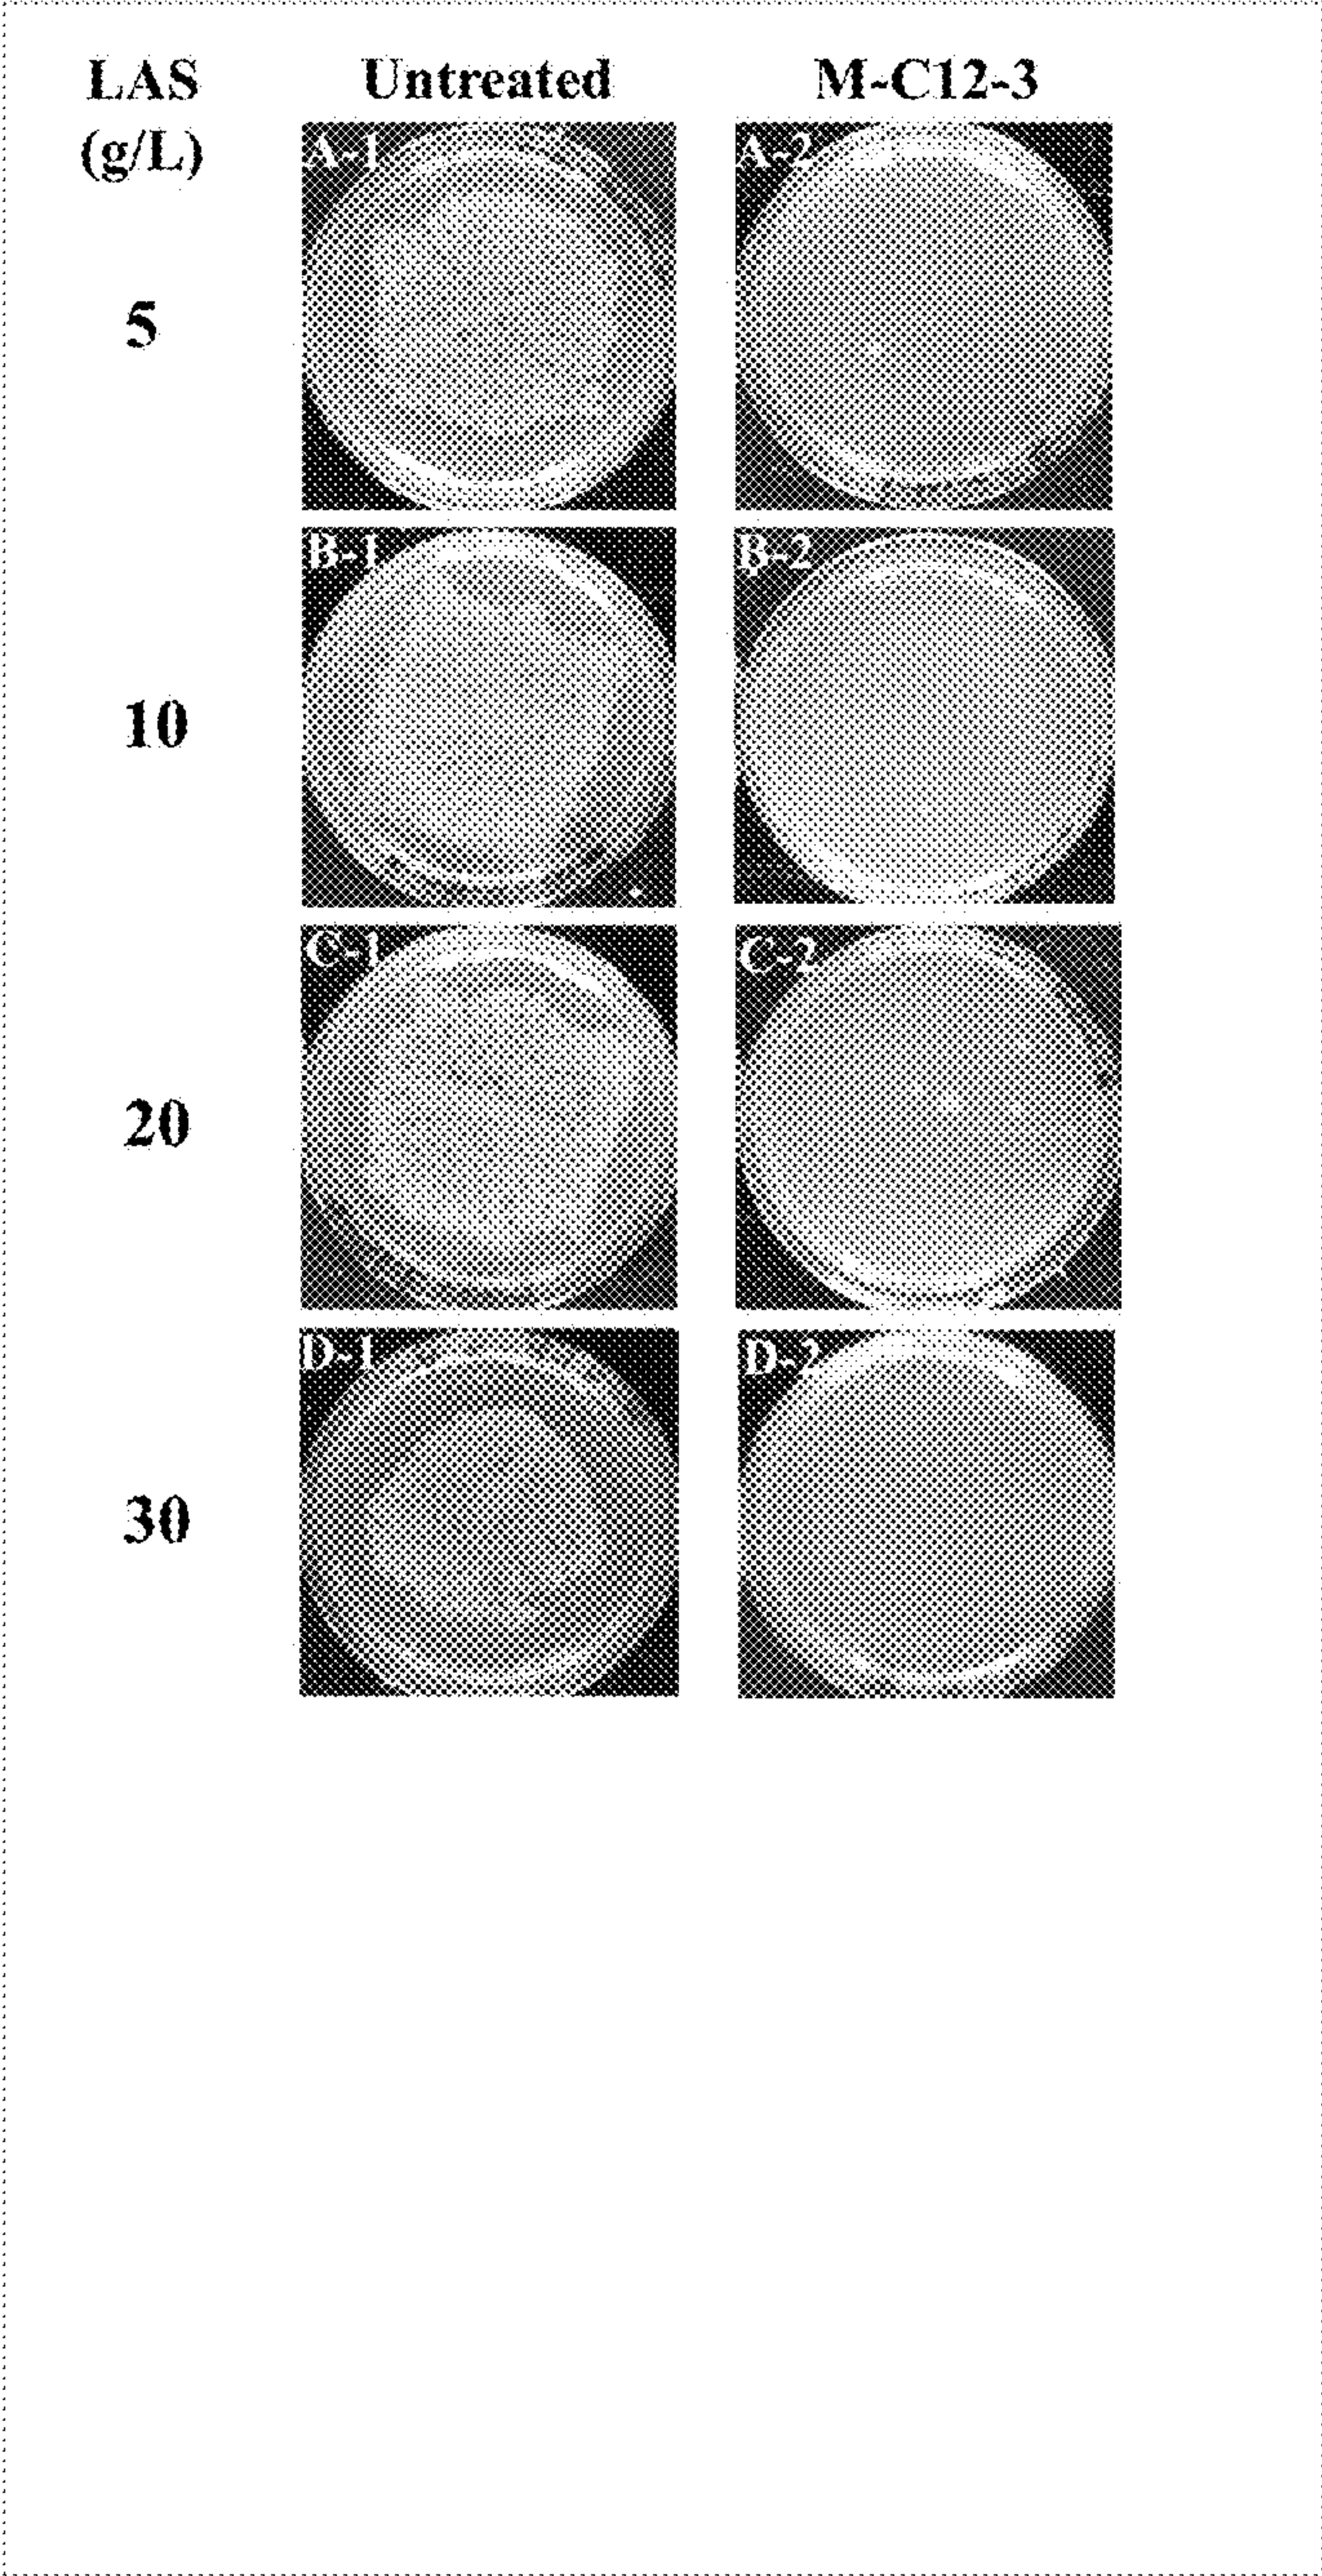 LAS Untreated M-C12-3
(g/L)
A-1 A-2
5
B-1 B-2
10
C-1 C-2
20
D-1 D-2
30